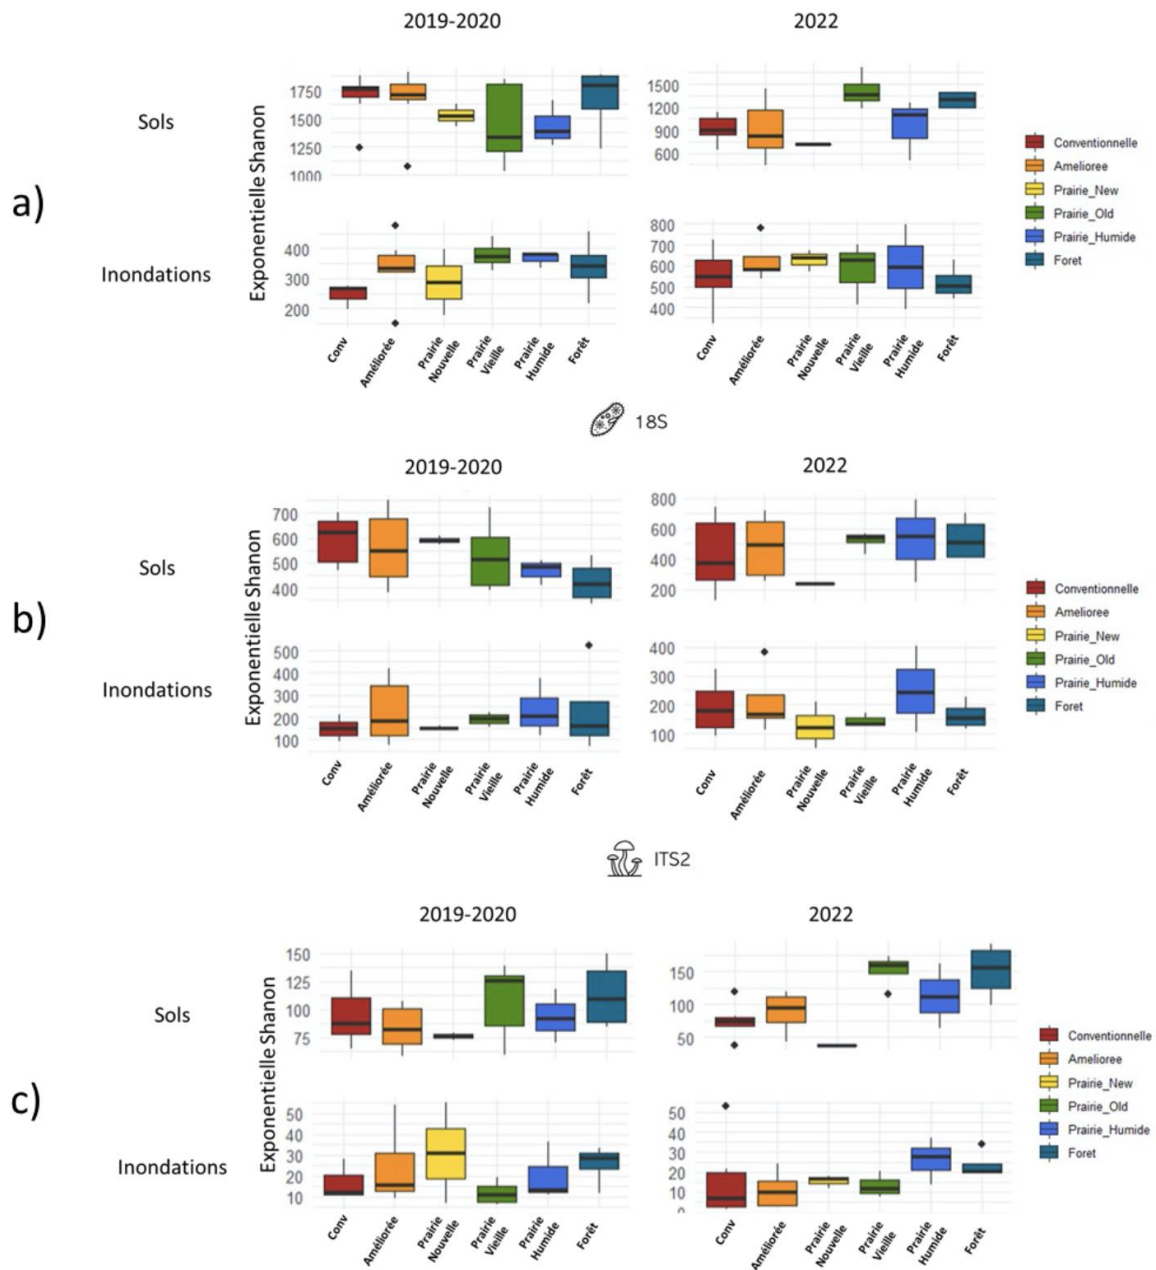 2019-2020
2022
a)
Sols
Exponentielle Shanon
1750
1500
1250
1000
1500
1200
900
600
Conventionnelle
Amelioree
Prairie_New
Prairie_Old
Prairie_Humide
Foret
Inondations
400
300
200
800
700
600
500
400
Conv
Améliorée
Prairie Nouvelle
Prairie Vieille
Prairie Humide
Forêt
Conv
Améliorée
Prairie Nouvelle
Prairie Vieille
Prairie Humide
Forêt
18S
2019-2020
2022
b)
Sols
Exponentielle Shanon
700
600
500
400
800
600
400
200
Conventionnelle
Amelioree
Prairie_New
Prairie_Old
Prairie_Humide
Foret
Inondations
500
400
300
200
100
400
300
200
100
Conv
Améliorée
Prairie Nouvelle
Prairie Vieille
Prairie Humide
Forêt
Conv
Améliorée
Prairie Nouvelle
Prairie Vieille
Prairie Humide
Forêt
ITS2
2019-2020
2022
c)
Sols
Exponentielle Shanon
150
125
100
75
150
100
50
Conventionnelle
Amelioree
Prairie_New
Prairie_Old
Prairie_Humide
Foret
Inondations
50
40
30
20
10
50
40
30
20
10
0
Conv
Améliorée
Prairie Nouvelle
Prairie Vieille
Prairie Humide
Forêt
Conv
Améliorée
Prairie Nouvelle
Prairie Vieille
Prairie Humide
Forêt